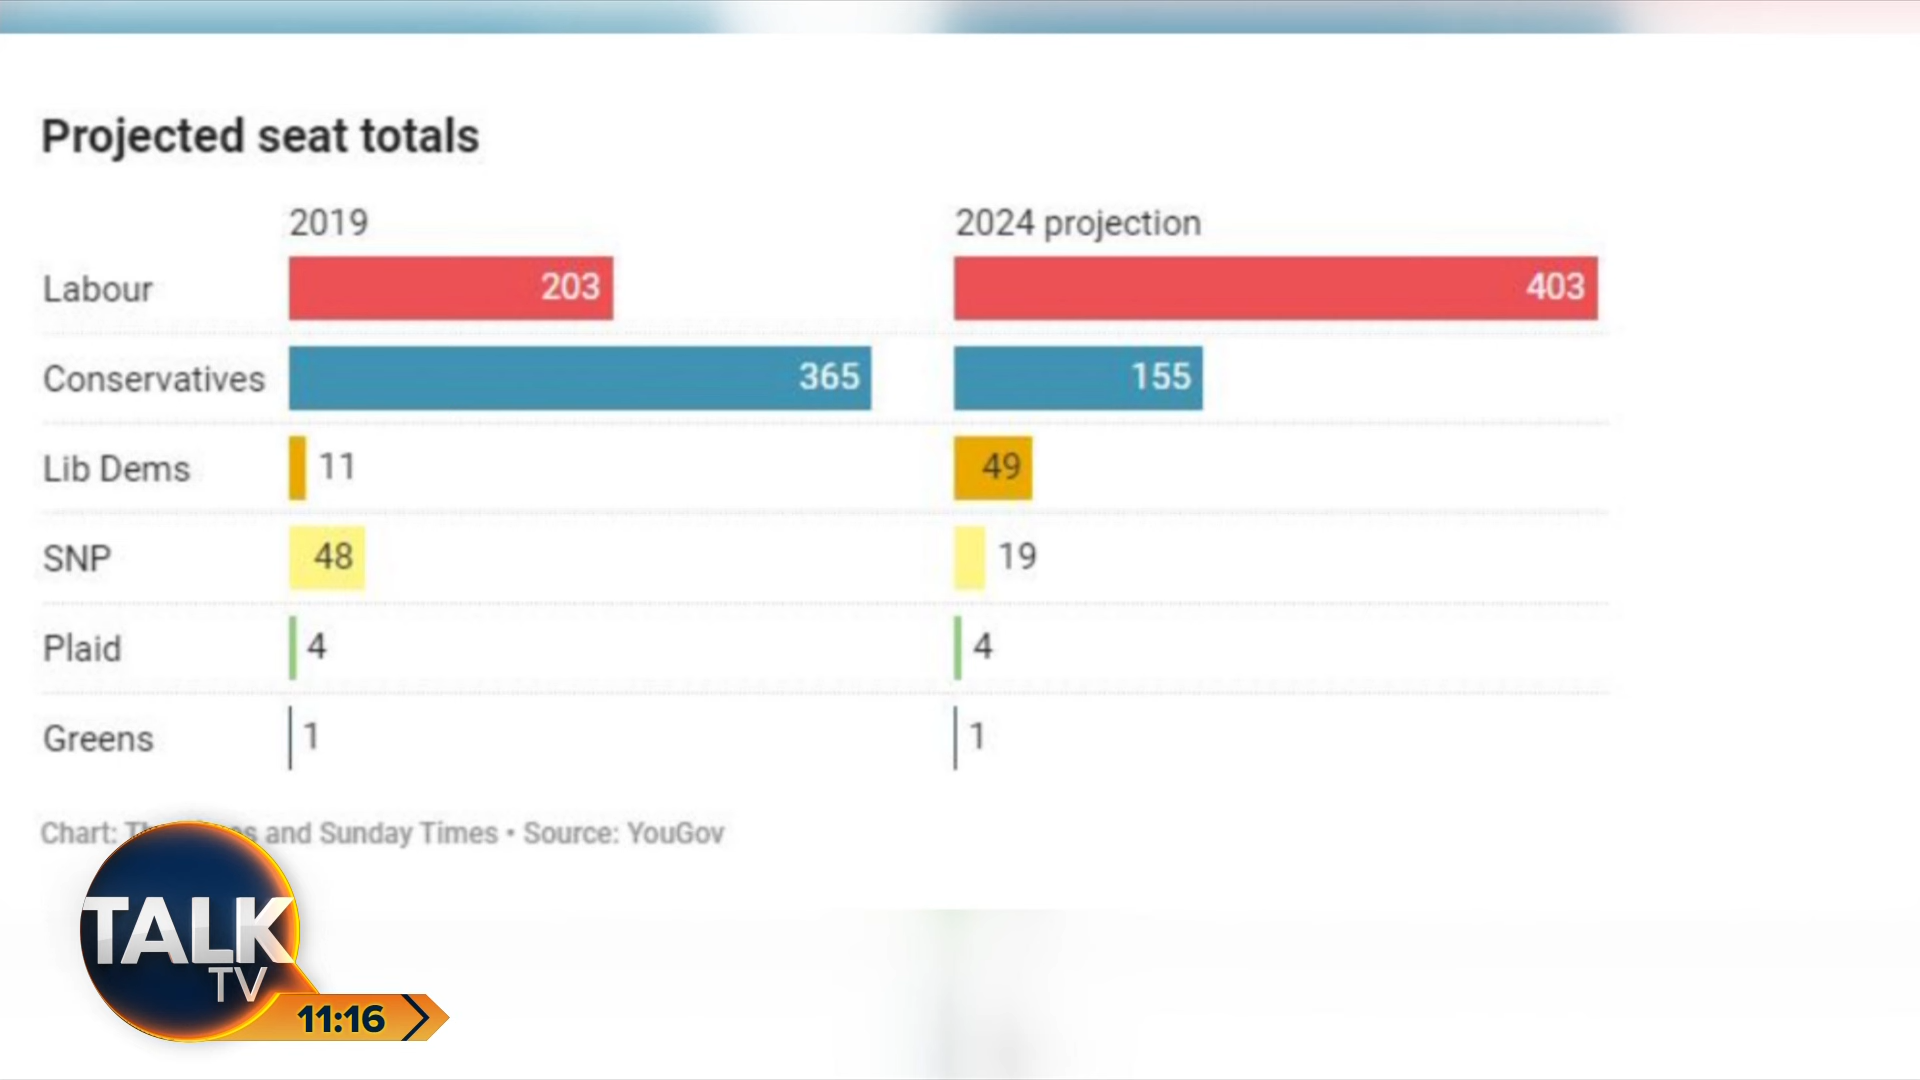 Projected seat totals
2019 2024 projection
Labour 203 403
Conservatives 365 155
Lib Dems 11 49
SNP 48 19
Plaid 4 4
Greens 1 1
Chart: and Sunday Times • Source: YouGov
TALK
TV
11:16